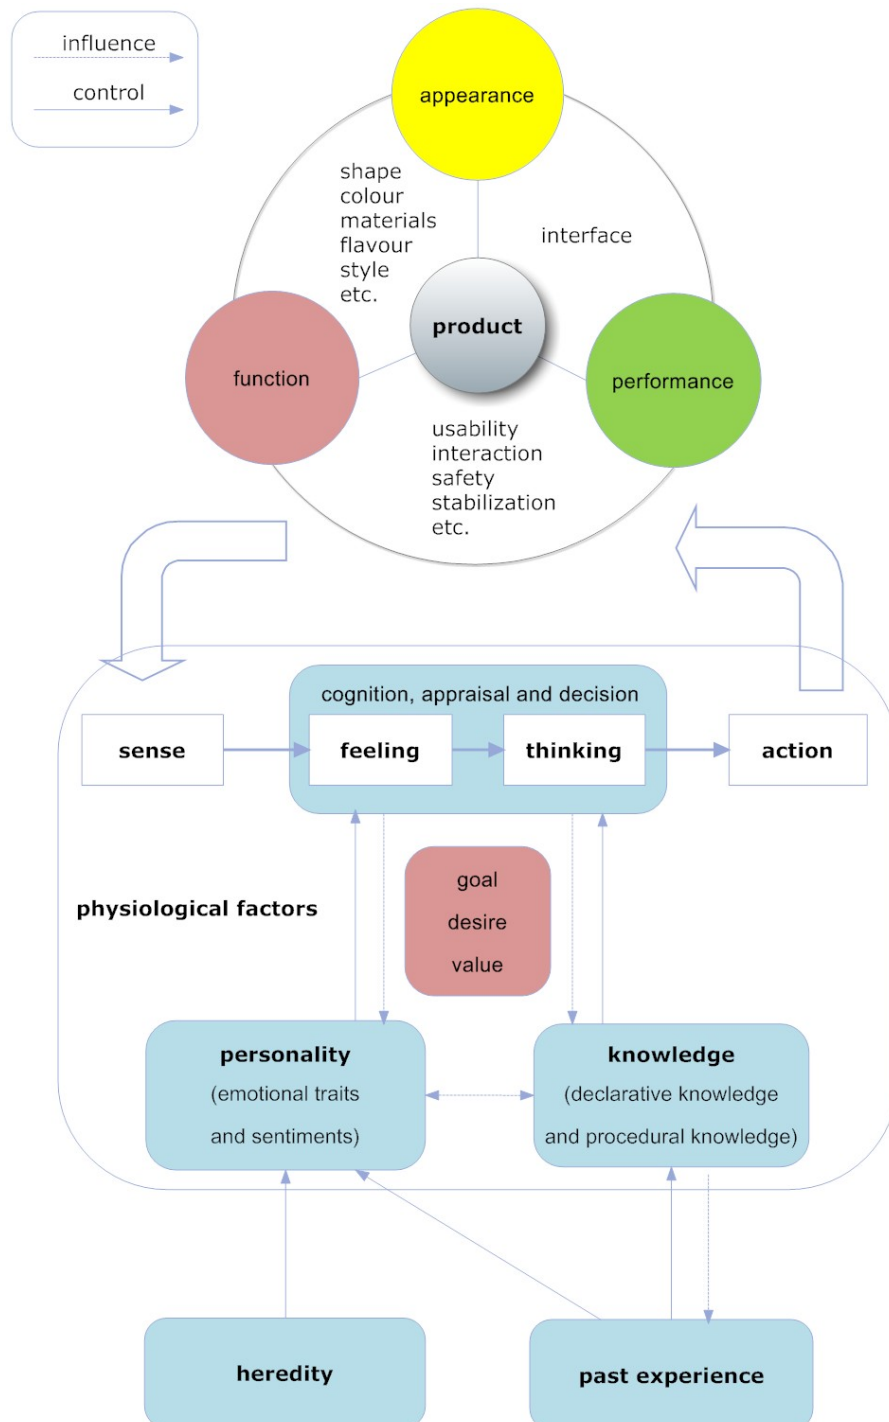 influence
control
appearance
shape
colour
materials
flavour
style
etc.
interface
product
function
performance
usability
interaction
safety
stabilization
etc.
cognition, appraisal and decision
sense
feeling
thinking
action
goal
desire
value
physiological factors
personality
(emotional traits
and sentiments)
knowledge
(declarative knowledge
and procedural knowledge)
heredity
past experience